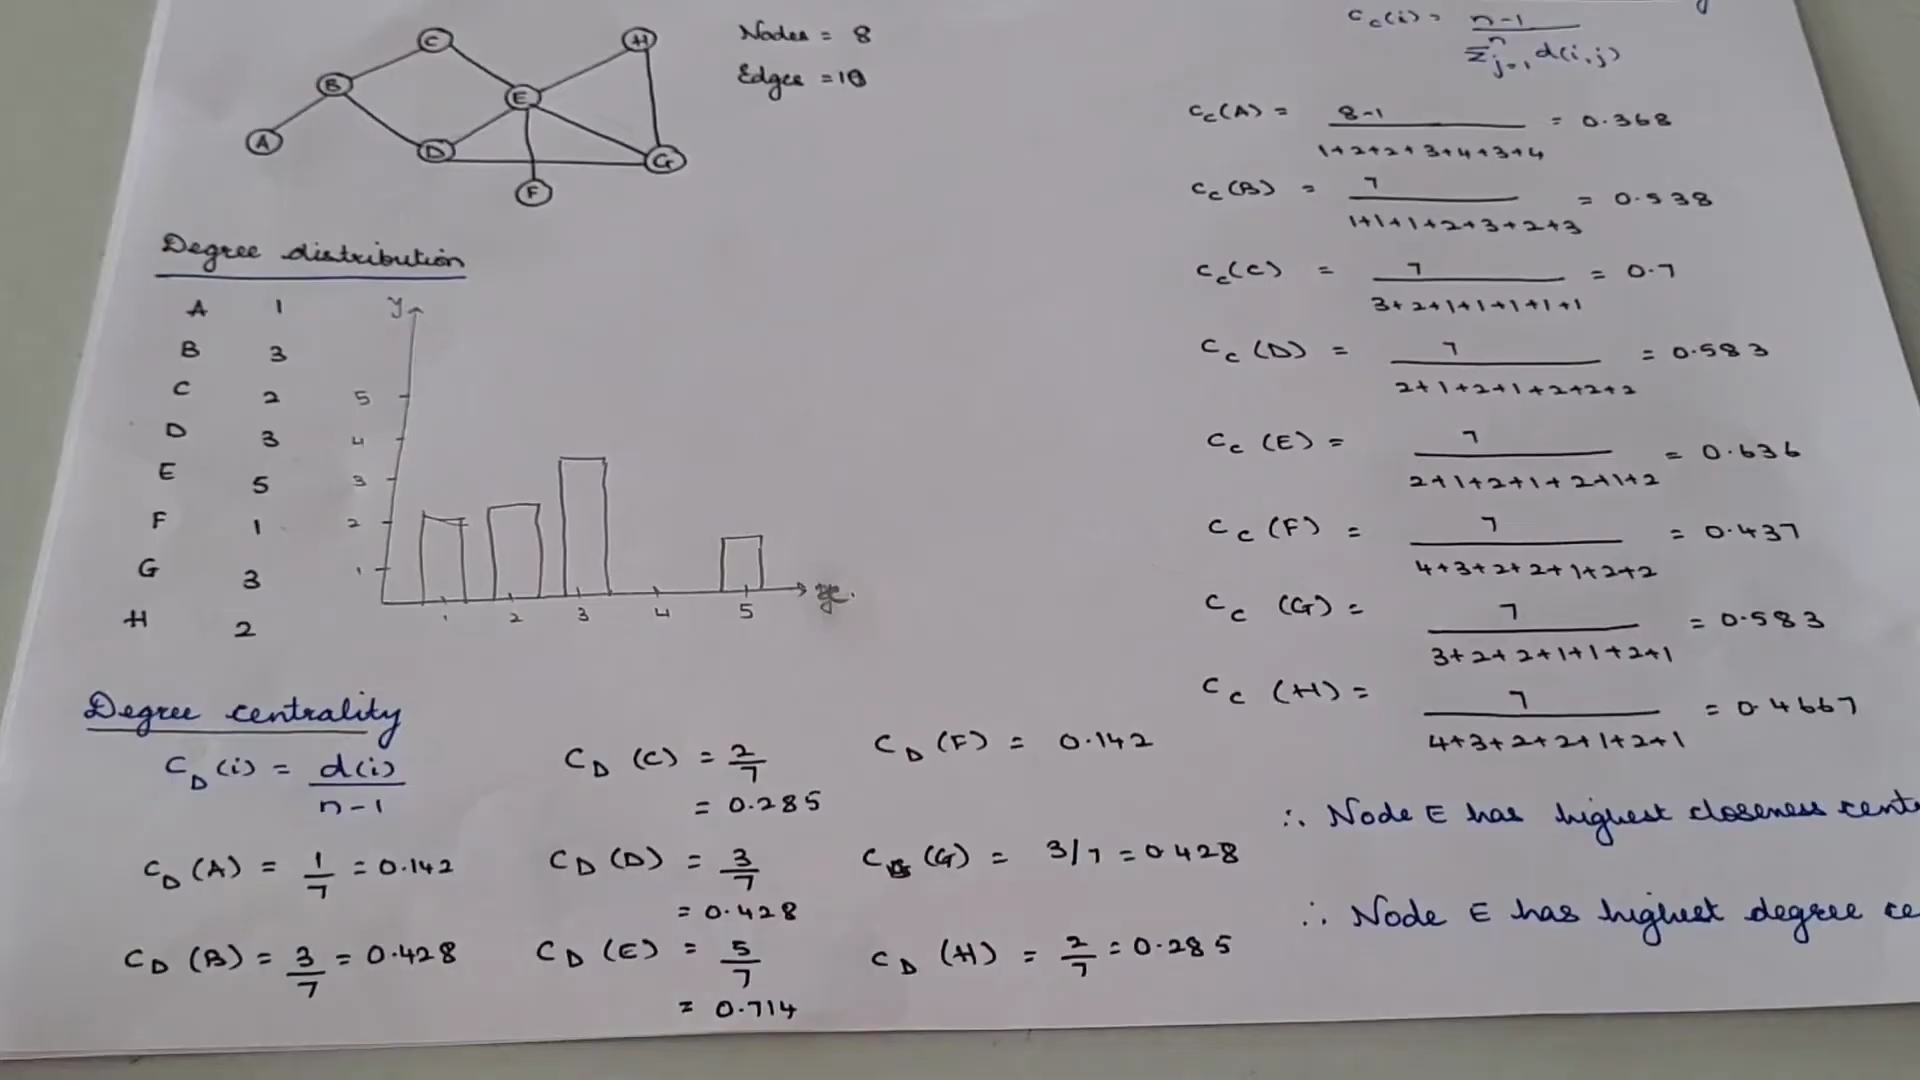 C
H
B
E
A
D
G
F
Nodes = 8
Edges = 10
Degree distribution
A 1
B 3
C 2
D 3
E 5
F 1
G 3
H 2
y
5
4
3
2
1
1 2 3 4 5
Degree centrality
C_D(i) = d(i) / n-1
C_D(A) = 1/7 = 0.142
C_D(B) = 3/7 = 0.428
C_D(C) = 2/7
= 0.285
C_D(D) = 3/7
= 0.428
C_D(E) = 5/7
= 0.714
C_D(F) = 0.142
C_D(G) = 3/7 = 0.428
C_D(H) = 2/7 = 0.285
C_c(i) = n-1 / Σ^n_j=1 d(i,j)
C_c(A) = 8-1 / 1+2+2+3+4+3+4 = 0.368
C_c(B) = 7 / 1+1+1+2+3+2+3 = 0.538
C_c(C) = 7 / 3+2+1+1+1+1+1 = 0.7
C_c(D) = 7 / 2+1+2+1+2+2+2 = 0.583
C_c(E) = 7 / 2+1+2+1+2+1+2 = 0.636
C_c(F) = 7 / 4+3+2+2+1+2+2 = 0.437
C_c(G) = 7 / 3+2+2+1+1+2+1 = 0.583
C_c(H) = 7 / 4+3+2+2+1+2+1 = 0.4667
∴ Node E has highest closeness cent
∴ Node E has highest degree ce